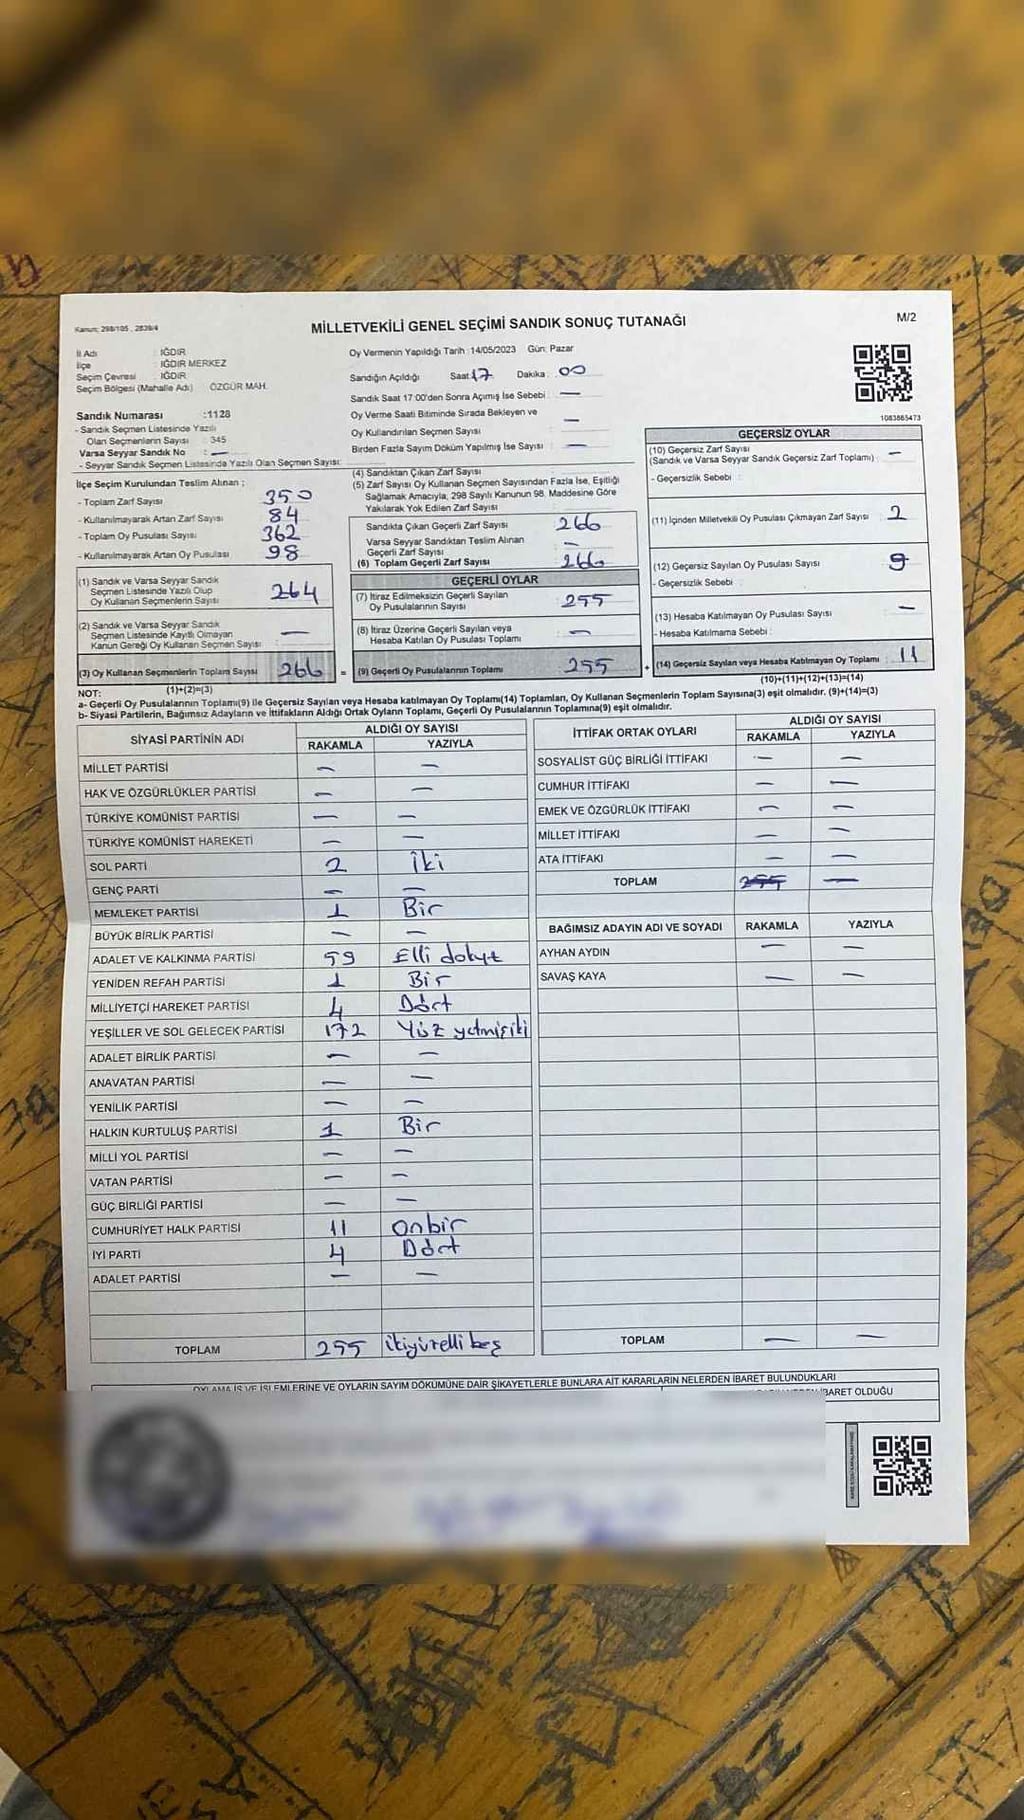 Kanun; 298/105 , 2839/4
MİLLETVEKİLİ GENEL SEÇİMİ SANDIK SONUÇ TUTANAĞI
M/2
İl Adı : IĞDIR
İlçe : IĞDIR MERKEZ
Seçim Çevresi : IĞDIR
Seçim Bölgesi (Mahalle Adı) : ÖZGÜR MAH.
Sandık Numarası :1128
- Sandık Seçmen Listesinde Yazılı
Olan Seçmenlerin Sayısı : 345
Varsa Seyyar Sandık No : —
- Seyyar Sandık Seçmen Listesinde Yazılı Olan Seçmen Sayısı:
İlçe Seçim Kurulundan Teslim Alınan ;
- Toplam Zarf Sayısı 350
- Kullanılmayarak Artan Zarf Sayısı 84
- Toplam Oy Pusulası Sayısı 362
- Kullanılmayarak Artan Oy Pusulası 98
(1) Sandık ve Varsa Seyyar Sandık
Seçmen Listesinde Yazılı Olup
Oy Kullanan Seçmenlerin Sayısı 264
(2) Sandık ve Varsa Seyyar Sandık
Seçmen Listesinde Kayıtlı Olmayan
Kanun Gereği Oy Kullanan Seçmen Sayısı —
(3) Oy Kullanan Seçmenlerin Toplam Sayısı 266 =
(1)+(2)=(3)
Oy Vermenin Yapıldığı Tarih :14/05/2023 Gün: Pazar
Sandığın Açıldığı Saat 17 Dakika : 00
Sandık Saat 17:00'den Sonra Açımış İse Sebebi : —
Oy Verme Saati Bitiminde Sırada Bekleyen ve
Oy Kullandırılan Seçmen Sayısı —
Birden Fazla Sayım Döküm Yapılmış İse Sayısı : —
(4) Sandıktan Çıkan Zarf Sayısı
(5) Zarf Sayısı Oy Kullanan Seçmen Sayısından Fazla İse, Eşitliği
Sağlamak Amacıyla, 298 Sayılı Kanunun 98. Maddesine Göre
Yakılarak Yok Edilen Zarf Sayısı
Sandıkta Çıkan Geçerli Zarf Sayısı 266
Varsa Seyyar Sandıktan Teslim Alınan
Geçerli Zarf Sayısı —
(6) Toplam Geçerli Zarf Sayısı 266
GEÇERLİ OYLAR
(7) İtiraz Edilmeksizin Geçerli Sayılan
Oy Pusulalarının Sayısı 255
(8) İtiraz Üzerine Geçerli Sayılan veya
Hesaba Katılan Oy Pusulası Toplamı —
(9) Geçerli Oy Pusulalarının Toplamı 255 +
1083865473
GEÇERSİZ OYLAR
(10) Geçersiz Zarf Sayısı
(Sandık ve Varsa Seyyar Sandık Geçersiz Zarf Toplamı) : —
- Geçersizlik Sebebi :
(11) İçinden Milletvekili Oy Pusulası Çıkmayan Zarf Sayısı 2
(12) Geçersiz Sayılan Oy Pusulası Sayısı : 9
- Geçersizlik Sebebi :
(13) Hesaba Katılmayan Oy Pusulası Sayısı —
- Hesaba Katılmama Sebebi :
(14) Geçersiz Sayılan veya Hesaba Katılmayan Oy Toplamı 11
(10)+(11)+(12)+(13)=(14)
NOT:
a- Geçerli Oy Pusulalarının Toplamı(9) ile Geçersiz Sayılan veya Hesaba katılmayan Oy Toplamı(14) Toplamları, Oy Kullanan Seçmenlerin Toplam Sayısına(3) eşit olmalıdır. (9)+(14)=(3)
b- Siyasi Partilerin, Bağımsız Adayların ve İttifakların Aldığı Ortak Oyların Toplamı, Geçerli Oy Pusulalarının Toplamına(9) eşit olmalıdır.
SİYASİ PARTİNİN ADI ALDIĞI OY SAYISI
RAKAMLA YAZIYLA
MİLLET PARTİSİ — —
HAK VE ÖZGÜRLÜKLER PARTİSİ — —
TÜRKİYE KOMÜNİST PARTİSİ — —
TÜRKİYE KOMÜNİST HAREKETİ — —
SOL PARTİ 2 İki
GENÇ PARTİ — —
MEMLEKET PARTİSİ 1 Bir
BÜYÜK BİRLİK PARTİSİ — —
ADALET VE KALKINMA PARTİSİ 59 Elli dokuz
YENİDEN REFAH PARTİSİ 1 Bir
MİLLİYETÇİ HAREKET PARTİSİ 4 Dört
YEŞİLLER VE SOL GELECEK PARTİSİ 172 Yüz yetmişiki
ADALET BİRLİK PARTİSİ — —
ANAVATAN PARTİSİ — —
YENİLİK PARTİSİ — —
HALKIN KURTULUŞ PARTİSİ 1 Bir
MİLLİ YOL PARTİSİ — —
VATAN PARTİSİ — —
GÜÇ BİRLİĞİ PARTİSİ — —
CUMHURİYET HALK PARTİSİ 11 Onbir
İYİ PARTİ 4 Dört
ADALET PARTİSİ — —
TOPLAM 255 ikiyüzelli beş
İTTİFAK ORTAK OYLARI ALDIĞI OY SAYISI
RAKAMLA YAZIYLA
SOSYALİST GÜÇ BİRLİĞİ İTTİFAKI — —
CUMHUR İTTİFAKI — —
EMEK VE ÖZGÜRLÜK İTTİFAKI — —
MİLLET İTTİFAKI — —
ATA İTTİFAKI — —
TOPLAM 255 —
BAĞIMSIZ ADAYIN ADI VE SOYADI RAKAMLA YAZIYLA
AYHAN AYDIN — —
SAVAŞ KAYA — —
TOPLAM — —
OYLAMA İŞ VE İŞLEMLERİNE VE OYLARIN SAYIM DÖKÜMÜNE DAİR ŞİKAYETLERLE BUNLARA AİT KARARLARIN NELERDEN İBARET BULUNDUKLARI
İBARET OLDUĞU